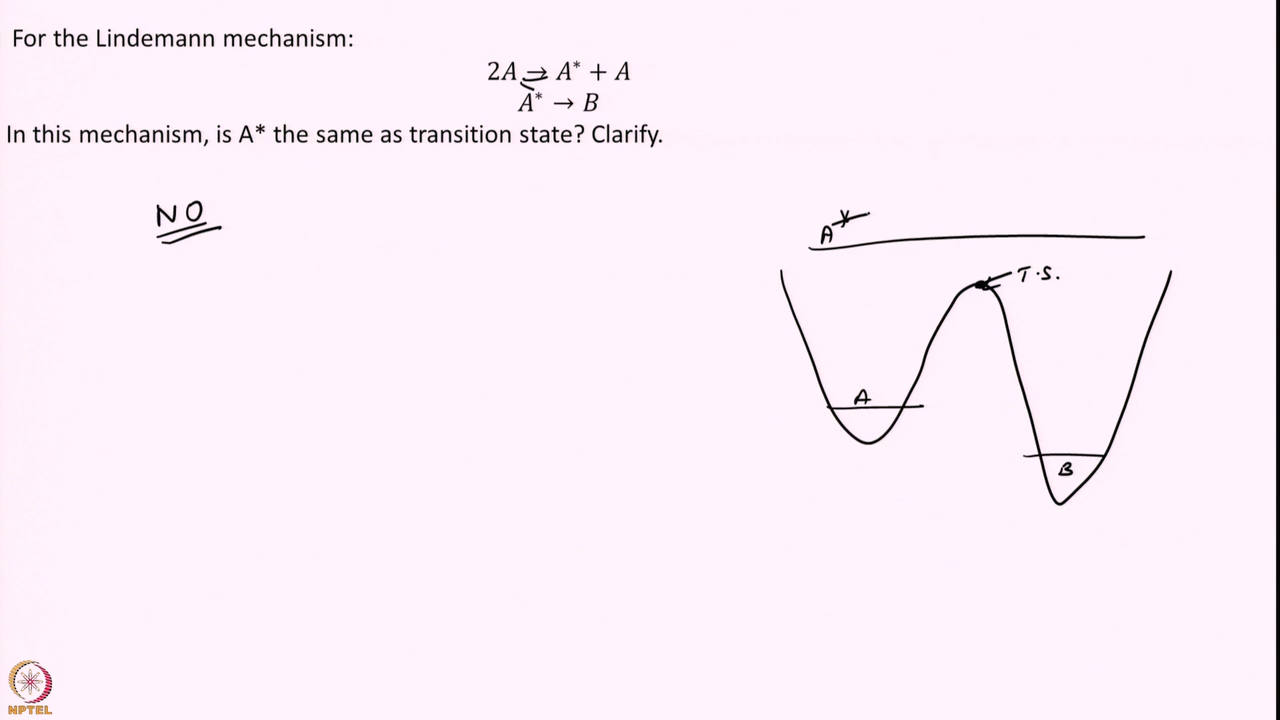 For the Lindemann mechanism:
2A ⇌ A* + A
A* → B
In this mechanism, is A* the same as transition state? Clarify.
NO
A*
T.S.
A
B
NPTEL